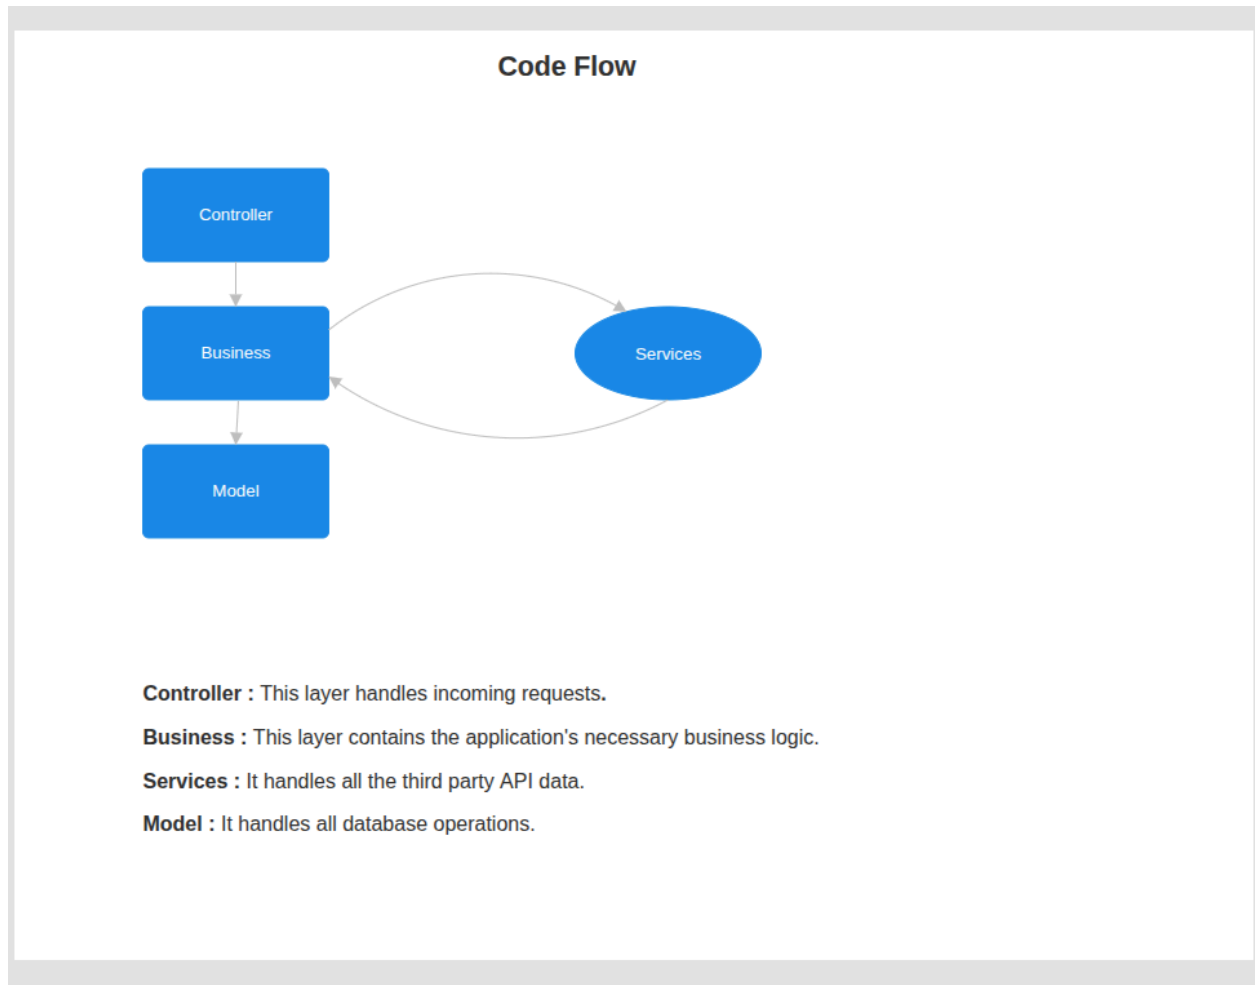 Code Flow
Controller
Business
Services
Model
Controller : This layer handles incoming requests.
Business : This layer contains the application's necessary business logic.
Services : It handles all the third party API data.
Model : It handles all database operations.